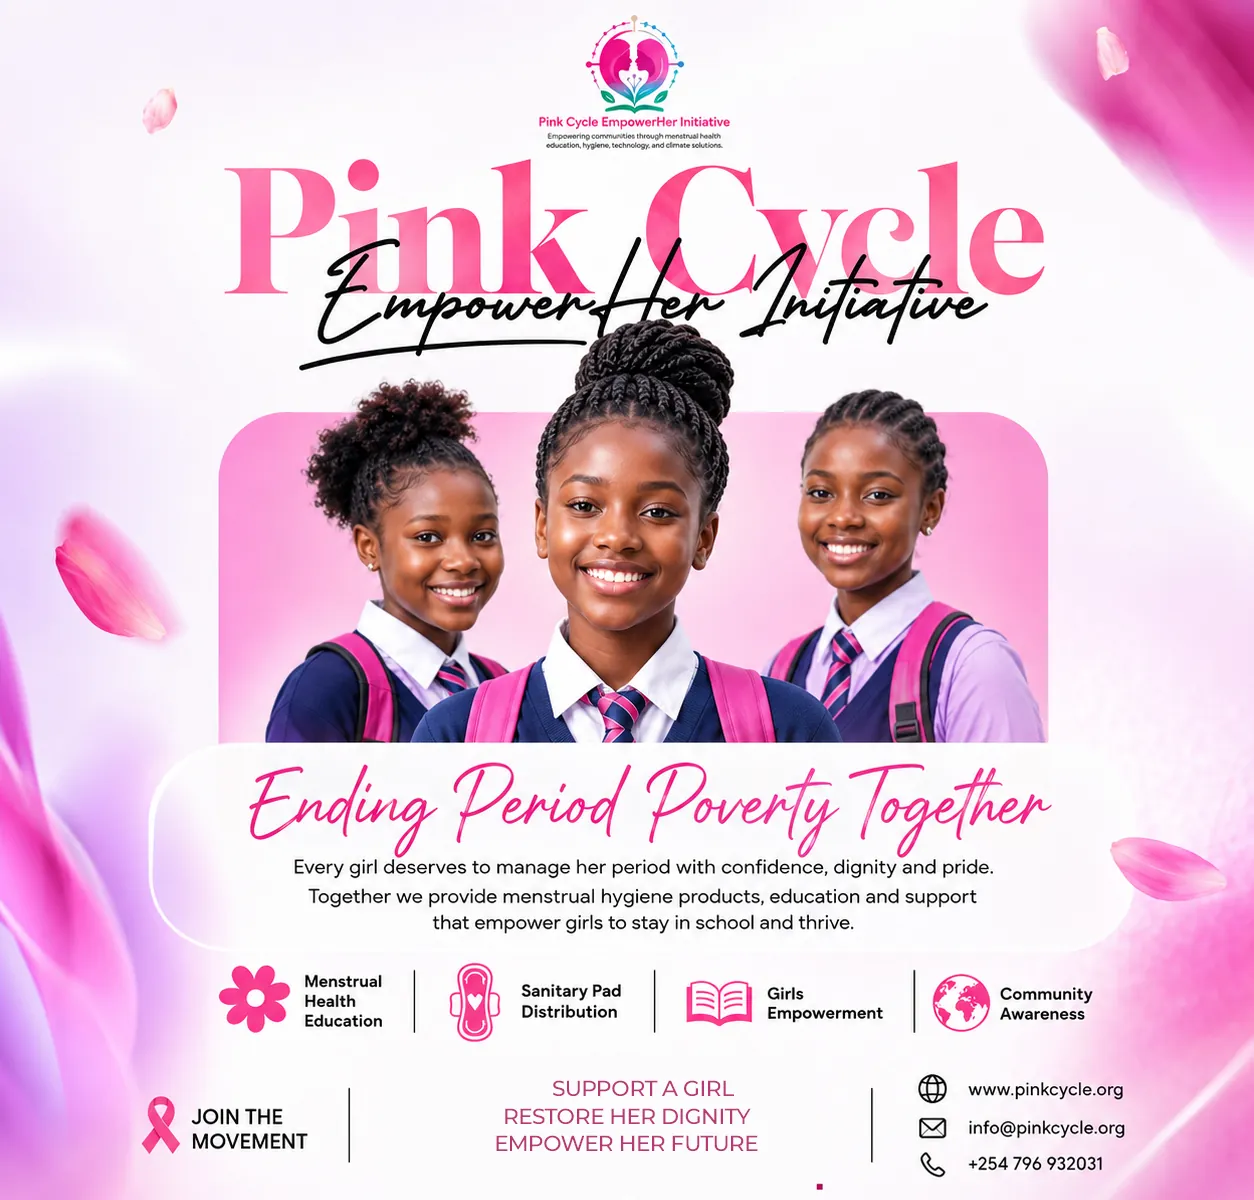 Pink Cycle EmpowerHer Initiative
Empowering communities through menstrual health
education, hygiene, technology, and climate solutions.
Pink Cycle
EmpowerHer Initiative
Ending Period Poverty Together
Every girl deserves to manage her period with confidence, dignity and pride.
Together we provide menstrual hygiene products, education and support
that empower girls to stay in school and thrive.
Menstrual
Health
Education
Sanitary Pad
Distribution
Girls
Empowerment
Community
Awareness
JOIN THE
MOVEMENT
SUPPORT A GIRL
RESTORE HER DIGNITY
EMPOWER HER FUTURE
www.pinkcycle.org
info@pinkcycle.org
+254 796 932031